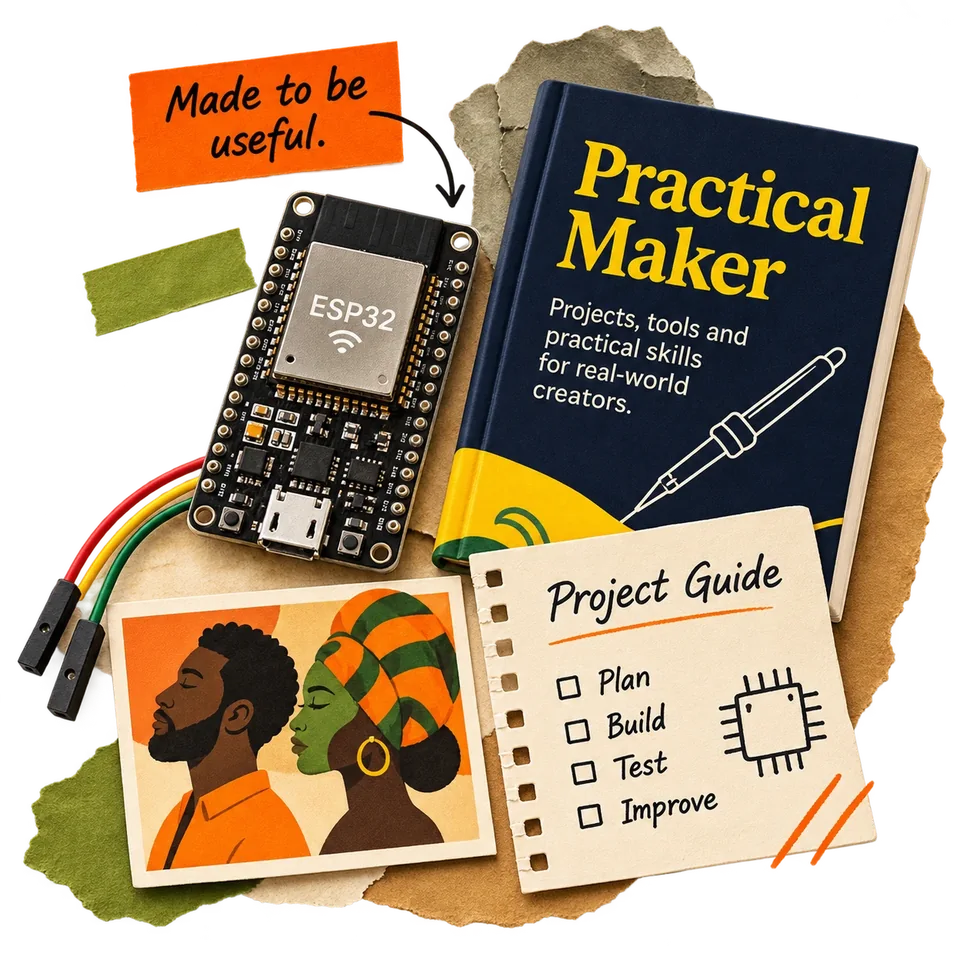 Made to be
useful.
ESP32
Practical
Maker
Projects, tools and
practical skills
for real-world
creators.
Project Guide
Plan
Build
Test
Improve